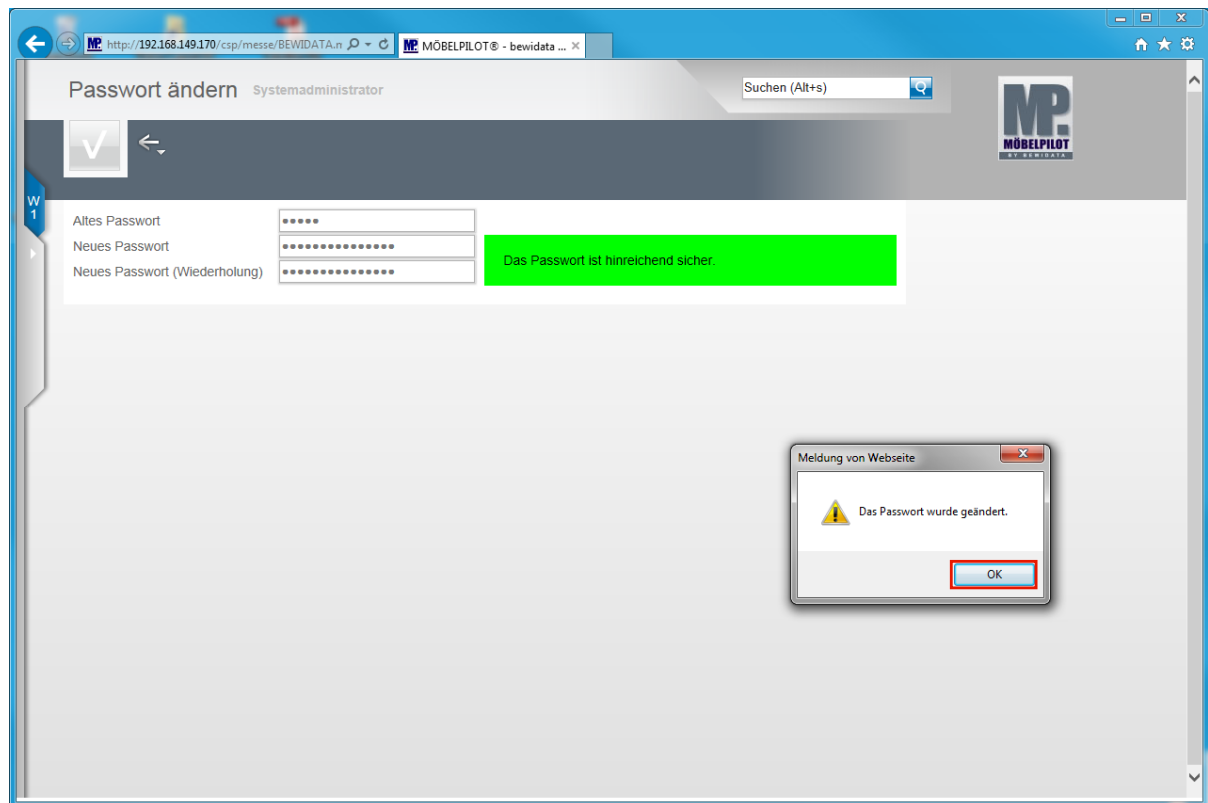 http://192.168.149.170/csp/messe/BEWIDATA.n
MÖBELPILOT® - bewidata ...
Passwort ändern Systemadministrator
Suchen (Alt+s)
MP.
MÖBELPILOT
BY BEWIDATA
W
1
Altes Passwort
Neues Passwort
Neues Passwort (Wiederholung)
Das Passwort ist hinreichend sicher.
Meldung von Webseite
Das Passwort wurde geändert.
OK